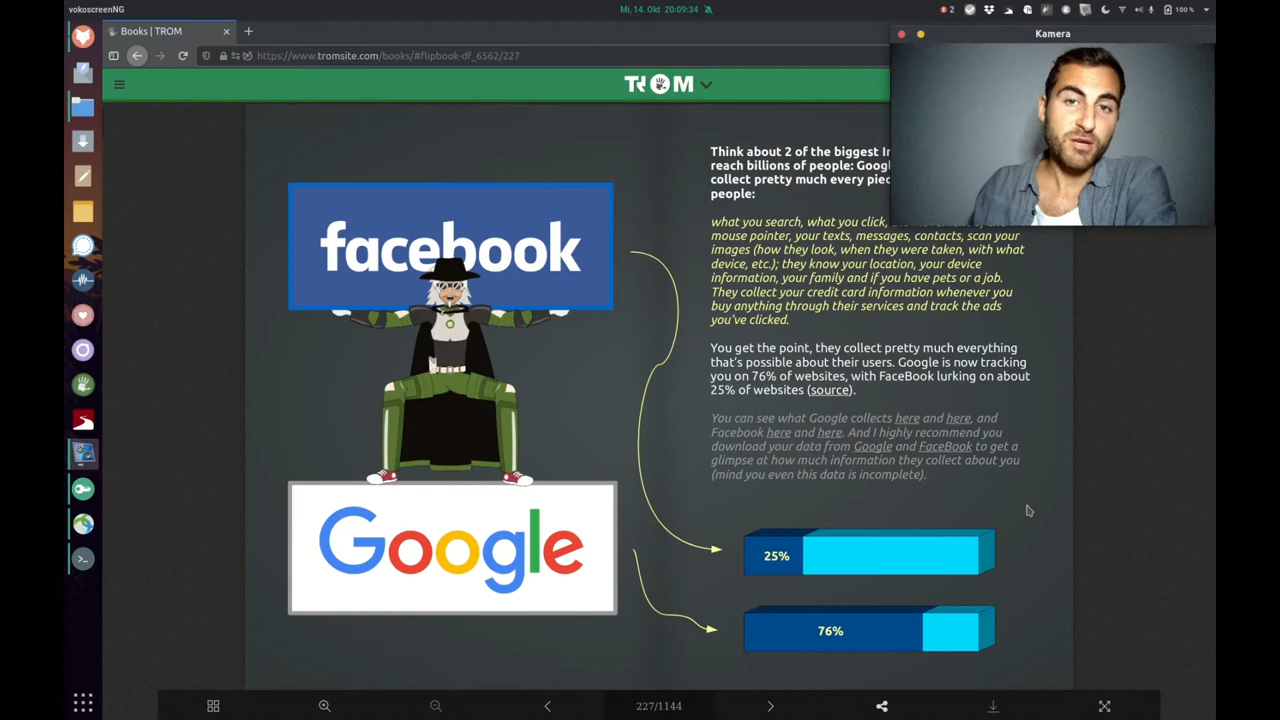 vokoscreenNG
Mi, 14. Okt 20:09:34
2
100 %
Books | TROM
https://www.tromsite.com/books/#flipbook-df_6562/227
Kamera
TROM
facebook
Google
Think about 2 of the biggest
reach billions of people:
collect pretty much every
people:
what you search, what you click,
mouse pointer, your texts, messages, contacts, scan your
images (how they look, when they were taken, with what
device, etc.); they know your location, your device
information, your family and if you have pets or a job.
They collect your credit card information whenever you
buy anything through their services and track the ads
you've clicked.
You get the point, they collect pretty much everything
that's possible about their users. Google is now tracking
you on 76% of websites, with FaceBook lurking on about
25% of websites (source).
You can see what Google collects here and here, and
Facebook here and here. And I highly recommend you
download your data from Google and FaceBook to get a
glimpse at how much information they collect about you
(mind you even this data is incomplete).
25%
76%
227/1144